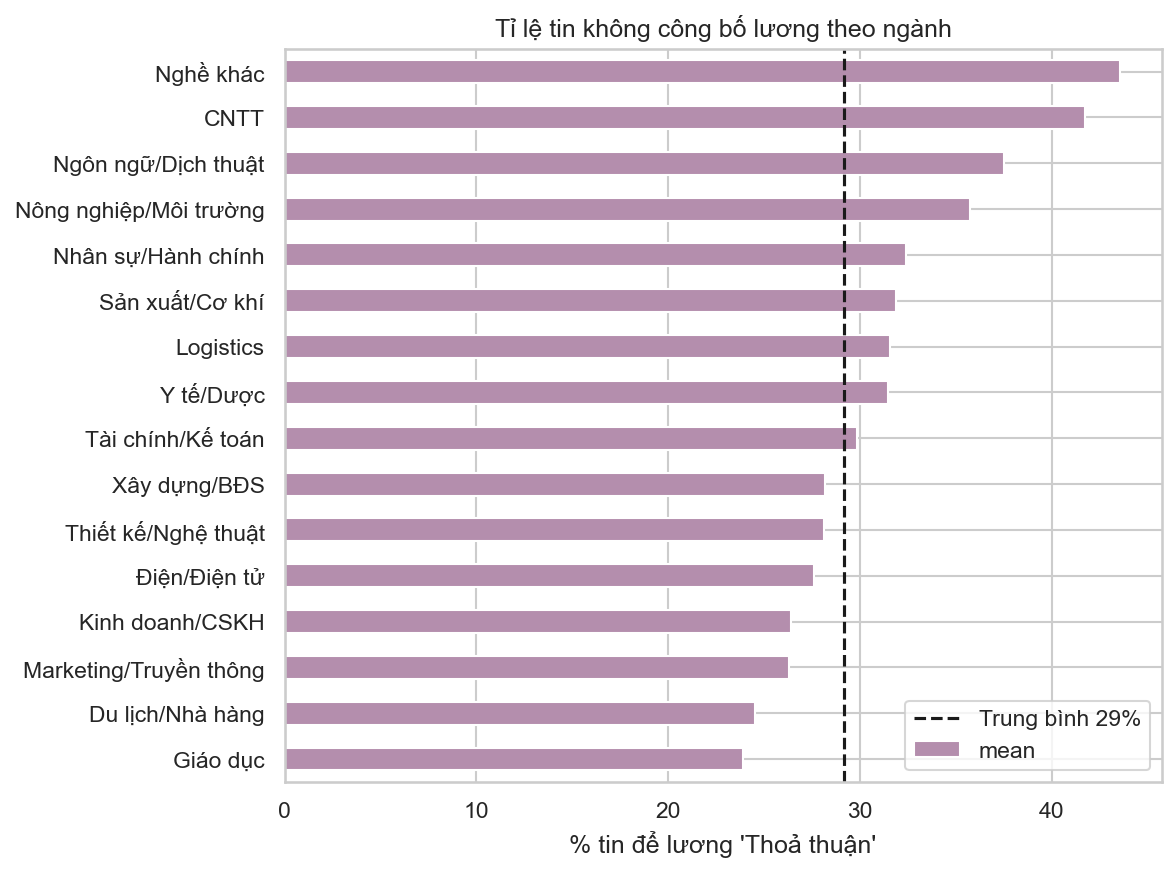 Tỉ lệ tin không công bố lương theo ngành
Nghề khác
CNTT
Ngôn ngữ/Dịch thuật
Nông nghiệp/Môi trường
Nhân sự/Hành chính
Sản xuất/Cơ khí
Logistics
Y tế/Dược
Tài chính/Kế toán
Xây dựng/BĐS
Thiết kế/Nghệ thuật
Điện/Điện tử
Kinh doanh/CSKH
Marketing/Truyền thông
Du lịch/Nhà hàng
Giáo dục
Trung bình 29%
mean
0 10 20 30 40
% tin để lương 'Thoả thuận'